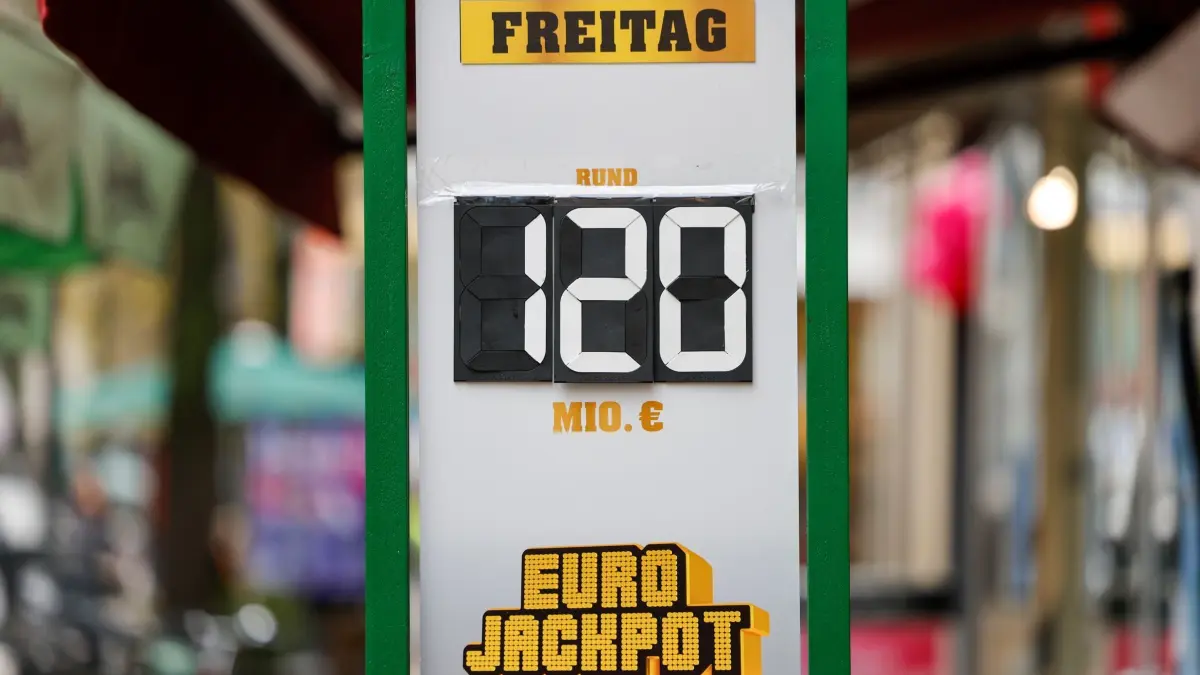 FREITAG
RUND
120
MIO. €
EURO
JACKPOT